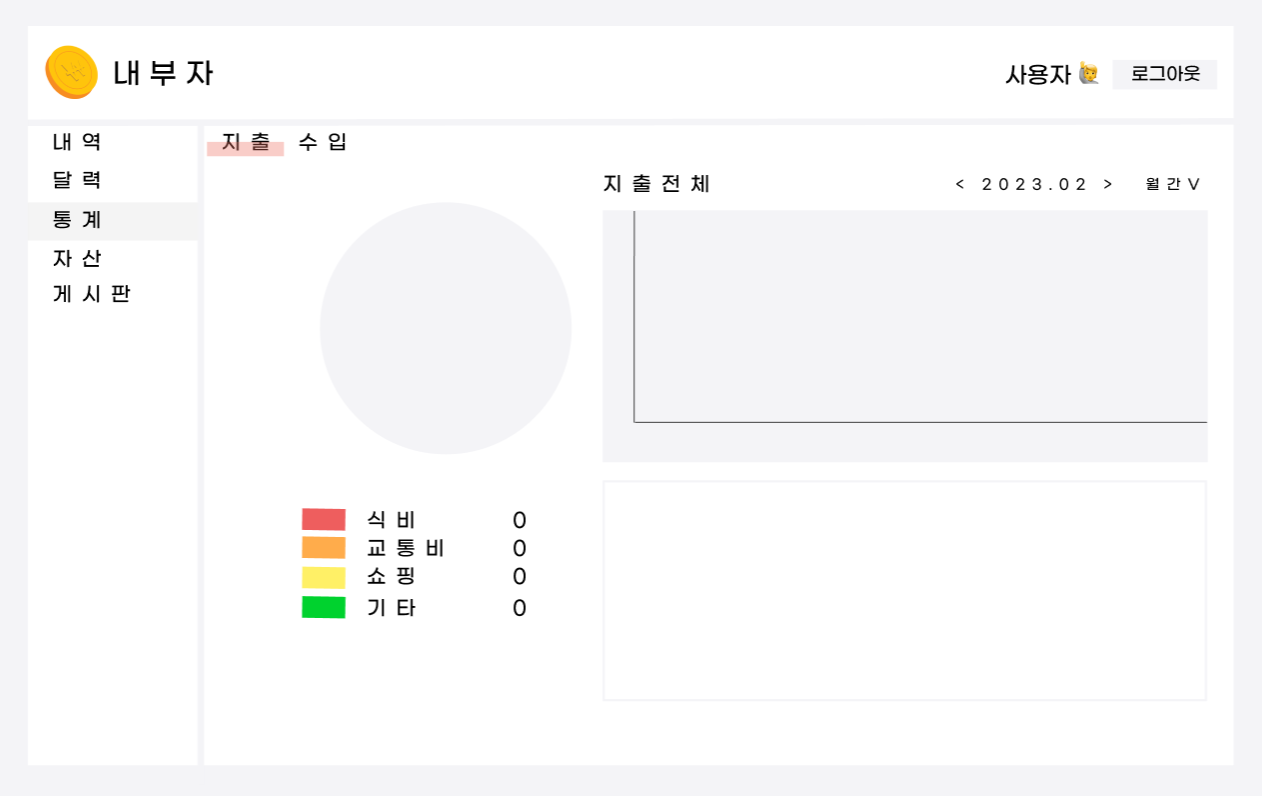 내부자
사용자 🙋 로그아웃
내역
달력
통계
자산
게시판
지출 수입
지출전체 < 2023.02 > 월간 V
식비 0
교통비 0
쇼핑 0
기타 0